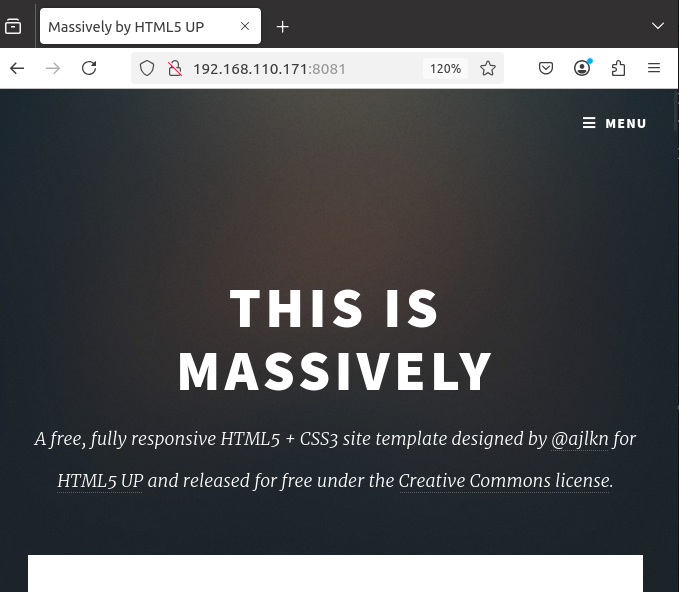 Massively by HTML5 UP
192.168.110.171:8081
120%
MENU
THIS IS
MASSIVELY
A free, fully responsive HTML5 + CSS3 site template designed by @ajlkn for
HTML5 UP and released for free under the Creative Commons license.